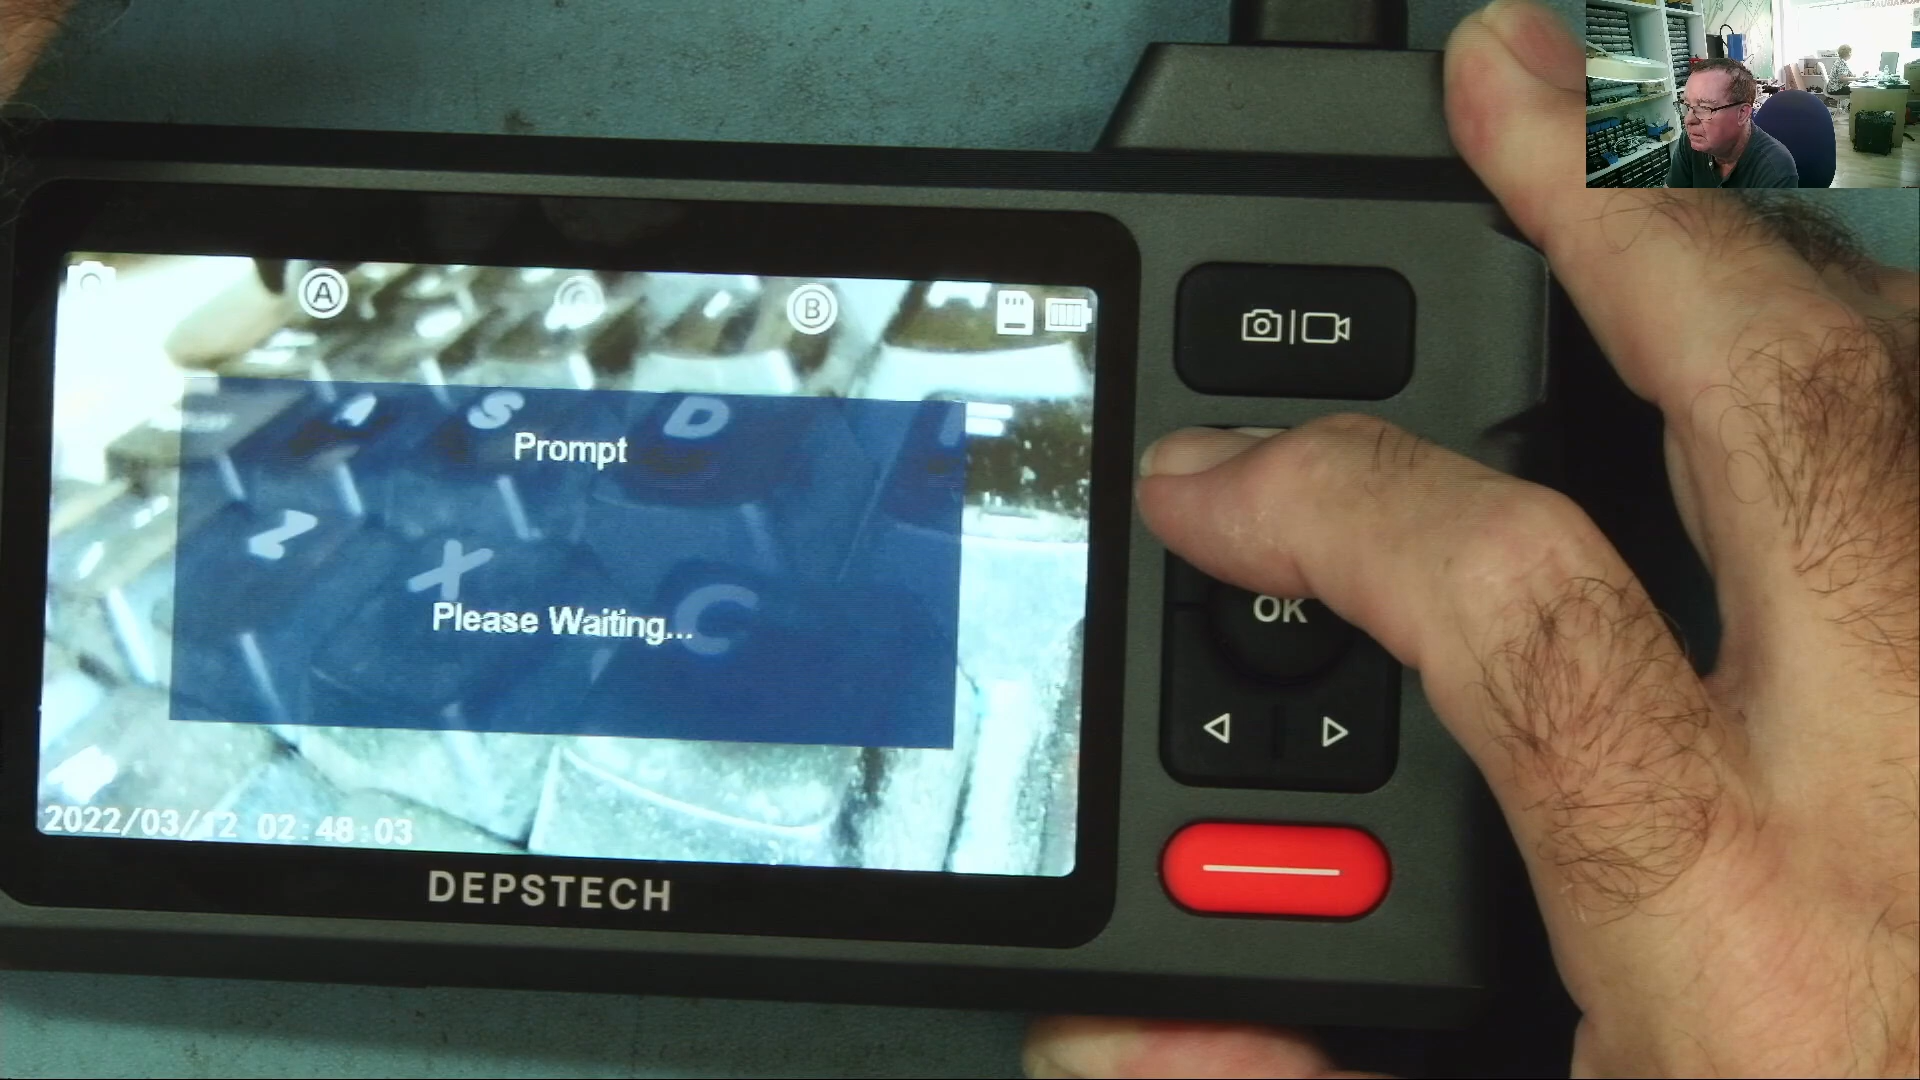 A
B
A S D
Prompt
Z X C
Please Waiting...
2022/03/12 02:48:03
DEPSTECH
OK